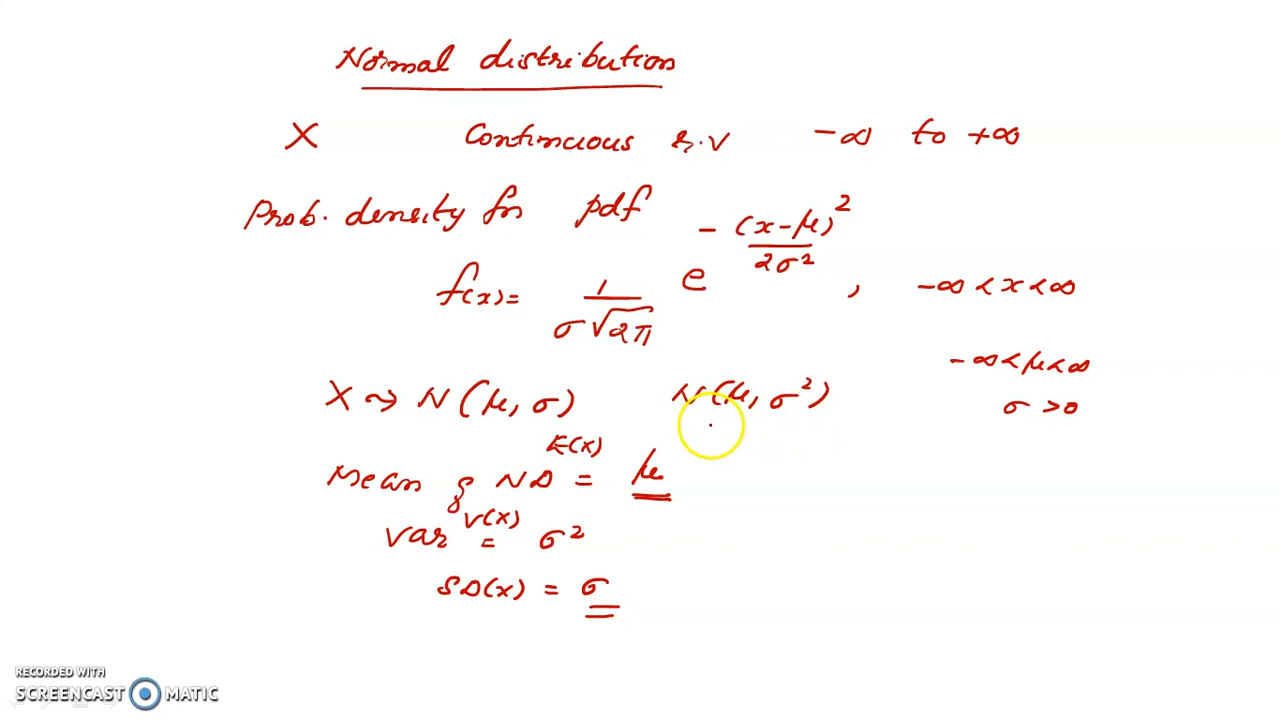 Normal distribution
X Continuous r.v -∞ to +∞
Prob. density fn pdf
f(x) = 1/(σ√2π) e^(-(x-μ)²/2σ²), -∞ < x < ∞
-∞ < μ < ∞
σ > 0
X ~> N(μ, σ) N(μ, σ²)
Mean of ND E(X) = μ
Var V(X) = σ²
SD(X) = σ
RECORDED WITH
SCREENCAST MATIC